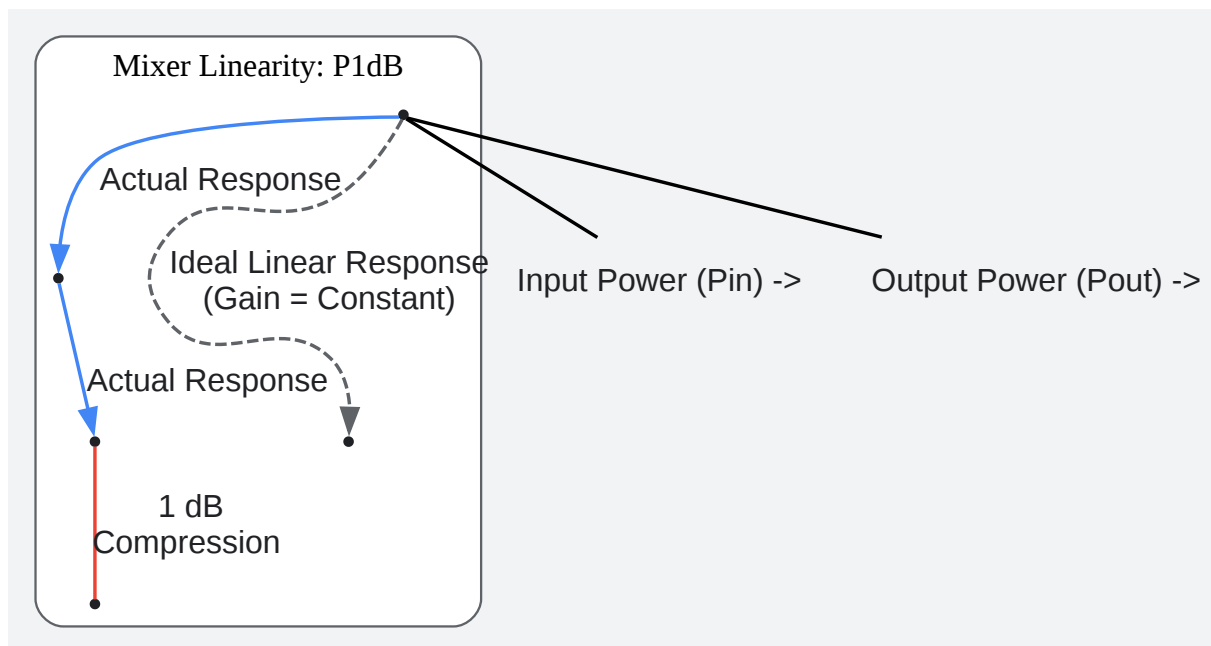 Mixer Linearity: P1dB
Actual Response
Ideal Linear Response
(Gain = Constant)
Input Power (Pin) ->
Output Power (Pout) ->
Actual Response
1 dB
Compression